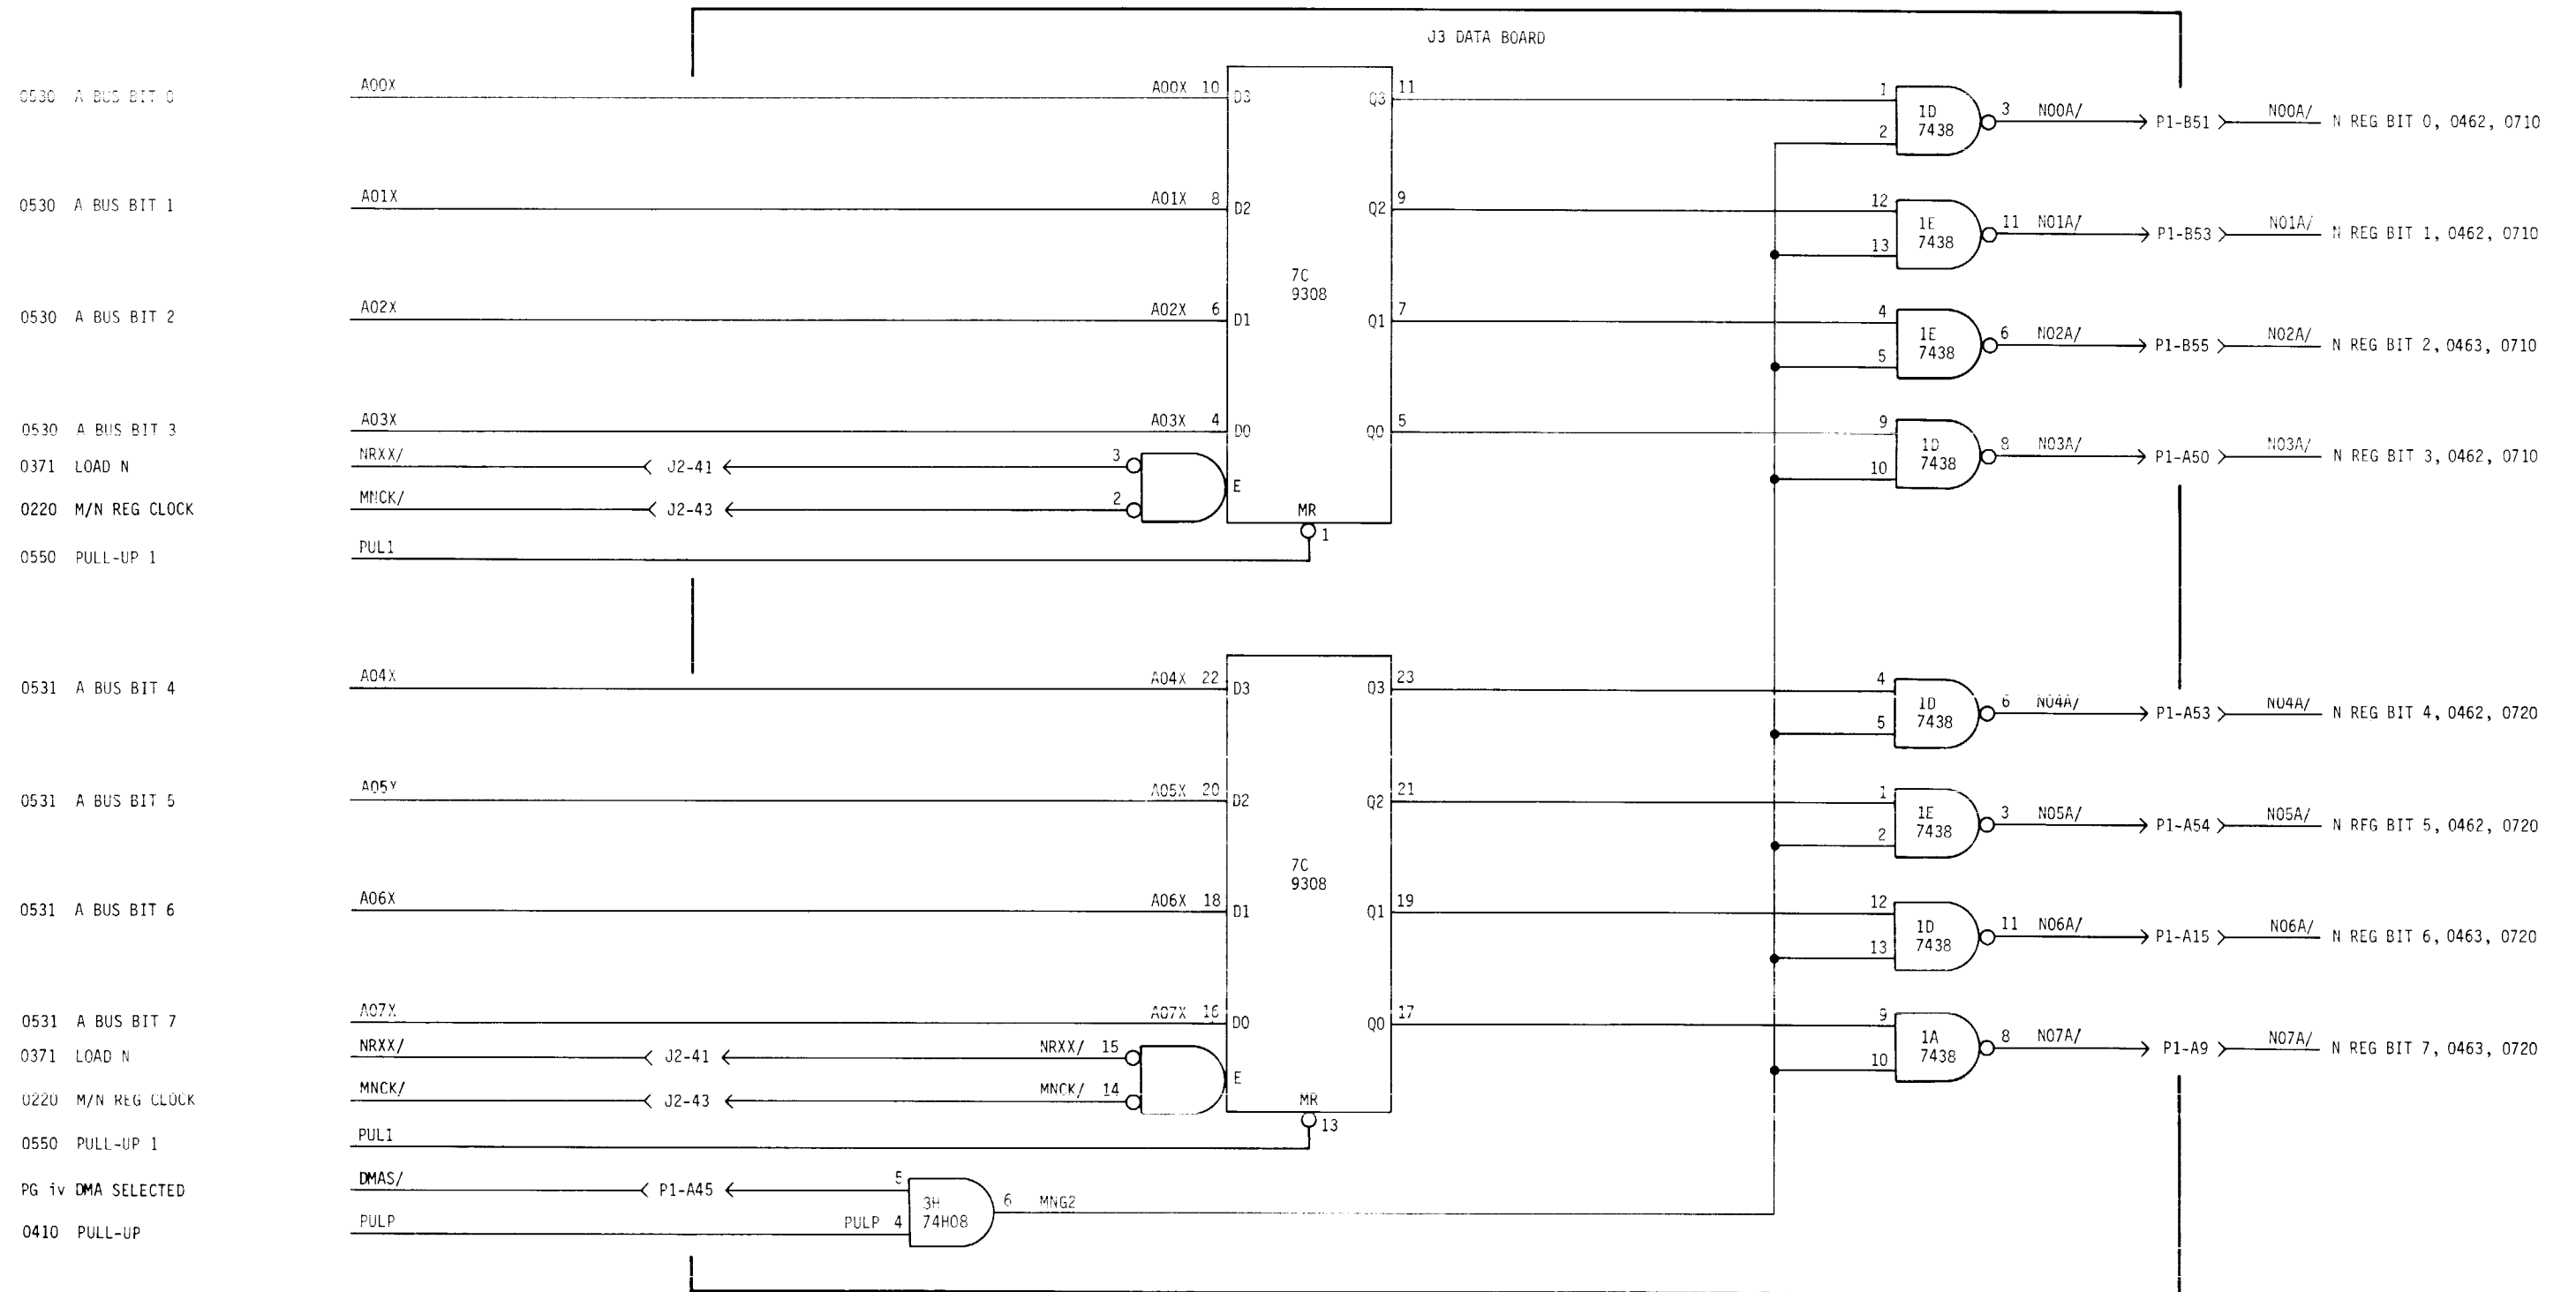 J3 DATA BOARD
0530 A BUS BIT 0 A00X A00X 10 D3 Q3 11 1 2 1D 7438 3 N00A/ P1-B51 N00A/ N REG BIT 0, 0462, 0710
0530 A BUS BIT 1 A01X A01X 8 D2 Q2 9 12 13 1E 7438 11 N01A/ P1-B53 N01A/ N REG BIT 1, 0462, 0710
7C
9308
0530 A BUS BIT 2 A02X A02X 6 D1 Q1 7 4 5 1E 7438 6 N02A/ P1-B55 N02A/ N REG BIT 2, 0463, 0710
0530 A BUS BIT 3 A03X A03X 4 D0 Q0 5 9 10 1D 7438 8 N03A/ P1-A50 N03A/ N REG BIT 3, 0462, 0710
0371 LOAD N NRXX/ J2-41 3 E
0220 M/N REG CLOCK MNCK/ J2-43 2 MR
0550 PULL-UP 1 PUL1 1
0531 A BUS BIT 4 A04X A04X 22 D3 Q3 23 4 5 1D 7438 6 N04A/ P1-A53 N04A/ N REG BIT 4, 0462, 0720
0531 A BUS BIT 5 A05X A05X 20 D2 Q2 21 1 2 1E 7438 3 N05A/ P1-A54 N05A/ N REG BIT 5, 0462, 0720
7C
9308
0531 A BUS BIT 6 A06X A06X 18 D1 Q1 19 12 13 1D 7438 11 N06A/ P1-A15 N06A/ N REG BIT 6, 0463, 0720
0531 A BUS BIT 7 A07X A07X 16 D0 Q0 17 9 10 1A 7438 8 N07A/ P1-A9 N07A/ N REG BIT 7, 0463, 0720
0371 LOAD N NRXX/ J2-41 NRXX/ 15 E
0220 M/N REG CLOCK MNCK/ J2-43 MNCK/ 14 MR
0550 PULL-UP 1 PUL1 13
PG iv DMA SELECTED DMAS/ P1-A45 5 3H 74H08 6 MNG2
0410 PULL-UP PULP PULP 4